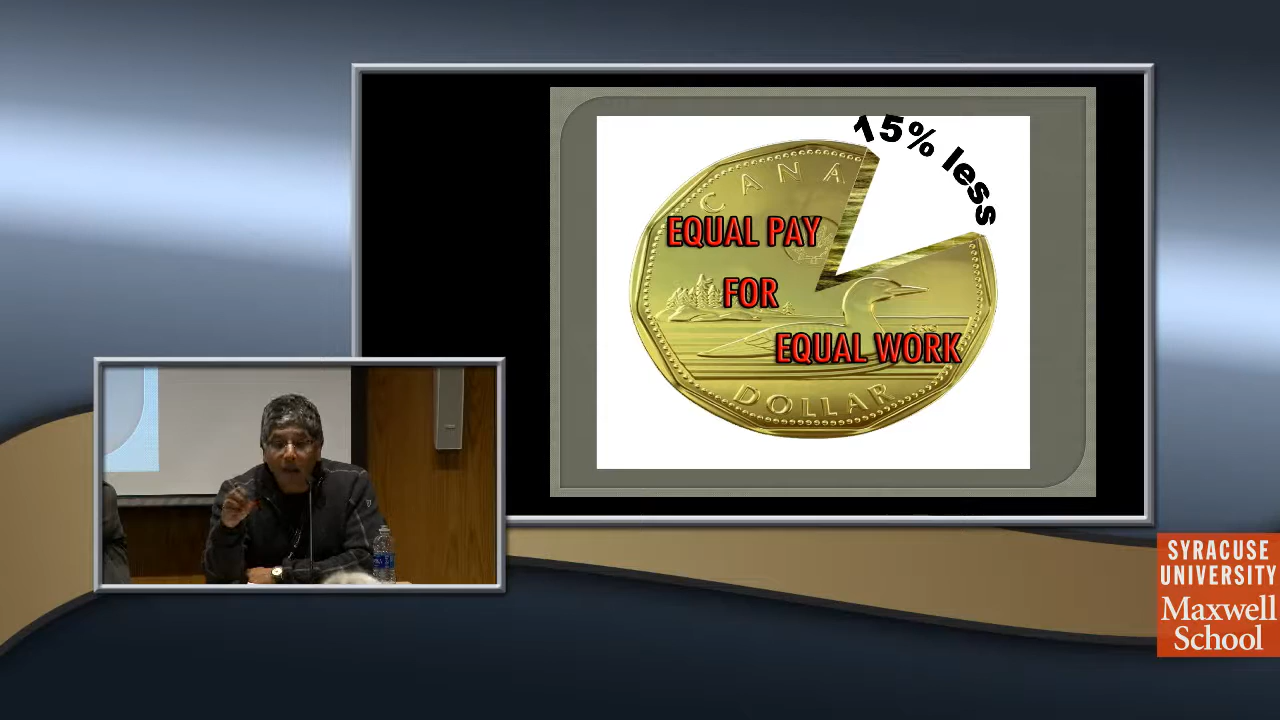 15% less
CANA
EQUAL PAY
FOR
EQUAL WORK
DOLLAR
SYRACUSE
UNIVERSITY
Maxwell
School